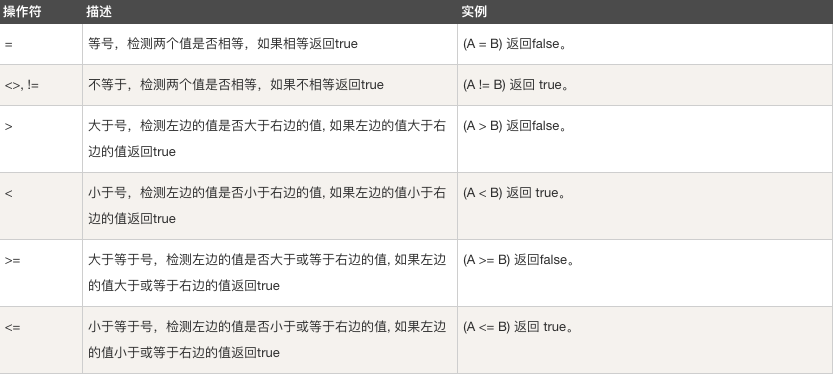 操作符 描述 实例
= 等号，检测两个值是否相等，如果相等返回true (A = B) 返回false。
<>, != 不等于，检测两个值是否相等，如果不相等返回true (A != B) 返回 true。
> 大于号，检测左边的值是否大于右边的值, 如果左边的值大于右 (A > B) 返回false。
边的值返回true
< 小于号，检测左边的值是否小于右边的值, 如果左边的值小于右 (A < B) 返回 true。
边的值返回true
>= 大于等于号，检测左边的值是否大于或等于右边的值, 如果左边 (A >= B) 返回false。
的值大于或等于右边的值返回true
<= 小于等于号，检测左边的值是否小于或等于右边的值, 如果左边 (A <= B) 返回 true。
的值小于或等于右边的值返回true